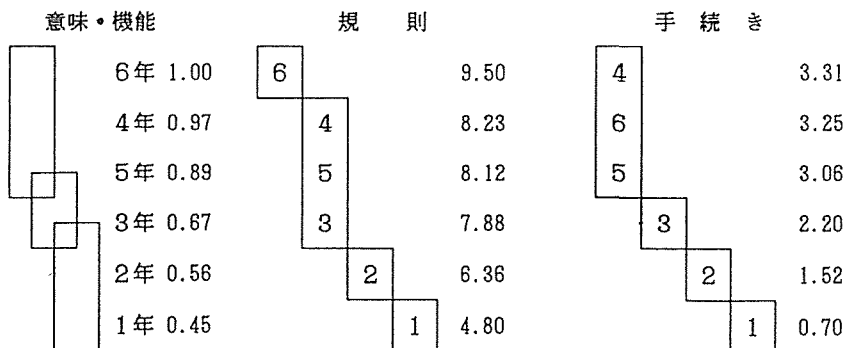 意味・機能 規 則 手 続 き
6年 1.00 6 9.50 4 3.31
4年 0.97 4 8.23 6 3.25
5年 0.89 5 8.12 5 3.06
3年 0.67 3 7.88 3 2.20
2年 0.56 2 6.36 2 1.52
1年 0.45 1 4.80 1 0.70